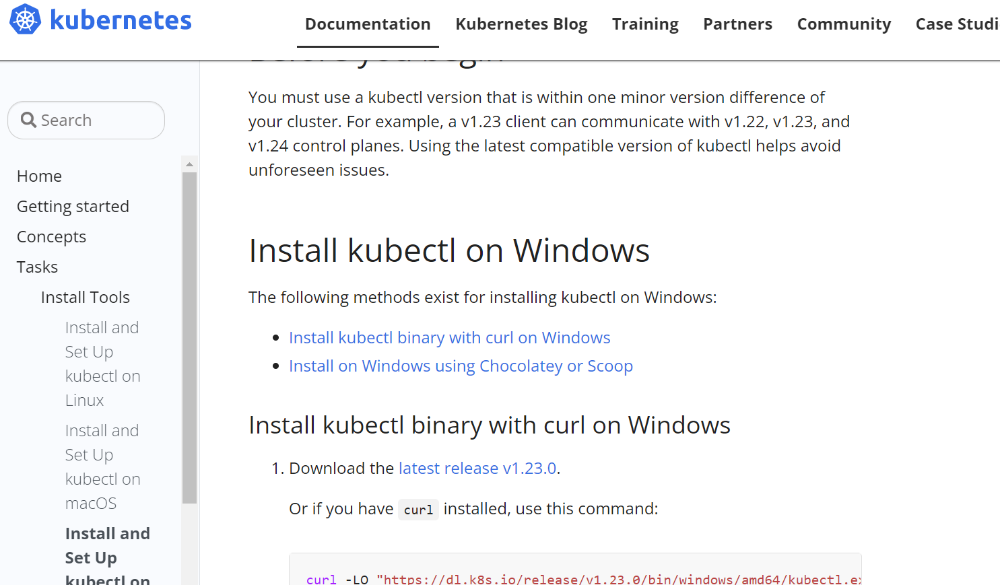 kubernetes
Documentation Kubernetes Blog Training Partners Community Case Studi
Before you begin
Search
Home
Getting started
Concepts
Tasks
Install Tools
Install and
Set Up
kubectl on
Linux
Install and
Set Up
kubectl on
macOS
Install and
Set Up
kubectl on
You must use a kubectl version that is within one minor version difference of
your cluster. For example, a v1.23 client can communicate with v1.22, v1.23, and
v1.24 control planes. Using the latest compatible version of kubectl helps avoid
unforeseen issues.
Install kubectl on Windows
The following methods exist for installing kubectl on Windows:
• Install kubectl binary with curl on Windows
• Install on Windows using Chocolatey or Scoop
Install kubectl binary with curl on Windows
1. Download the latest release v1.23.0.
Or if you have curl installed, use this command:
curl -LO "https://dl.k8s.io/release/v1.23.0/bin/windows/amd64/kubectl.ex